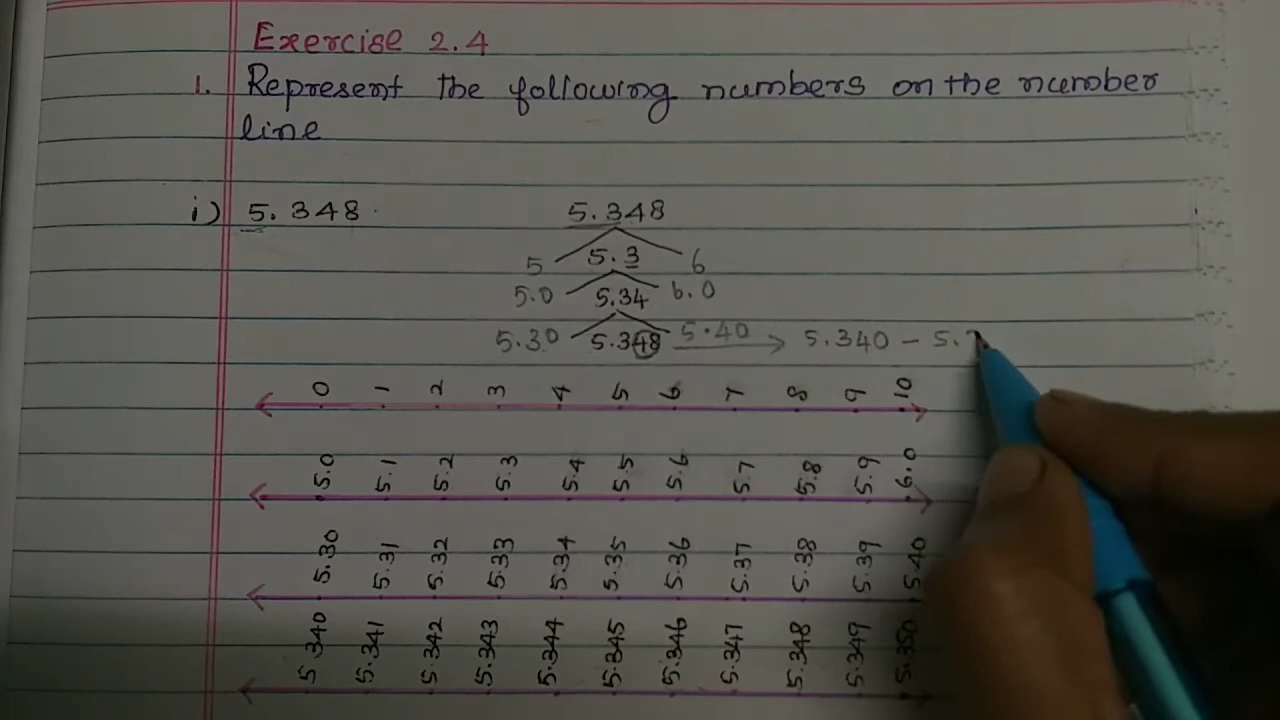 Exercise 2.4
1. Represent the following numbers on the number
line
i) 5.348. 5.348
5 5.3 6
5.0 5.34 6.0
5.30 5.348 5.40 → 5.340 – 5.
0 1 2 3 4 5 6 7 8 9 10
5.0 5.1 5.2 5.3 5.4 5.5 5.6 5.7 5.8 5.9 6.0
5.30 5.31 5.32 5.33 5.34 5.35 5.36 5.37 5.38 5.39 5.40
5.340 5.341 5.342 5.343 5.344 5.345 5.346 5.347 5.348 5.349 5.350